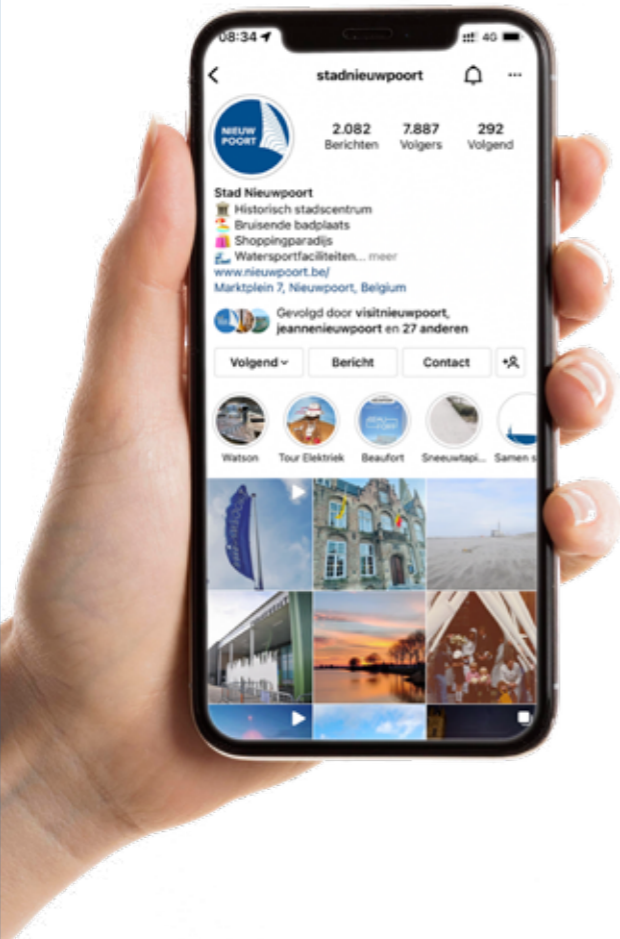 08:34
4G
stadnieuwpoort
NIEUW
POORT
2.082 7.887 292
Berichten Volgers Volgend
Stad Nieuwpoort
Historisch stadscentrum
Bruisende badplaats
Shoppingparadijs
Watersportfaciliteiten... meer
www.nieuwpoort.be/
Marktplein 7, Nieuwpoort, Belgium
Gevolgd door visitnieuwpoort,
jeannenieuwpoort en 27 anderen
Volgend Bericht Contact
Watson Tour Elektriek Beaufort Sneeuwtapi... Samen s